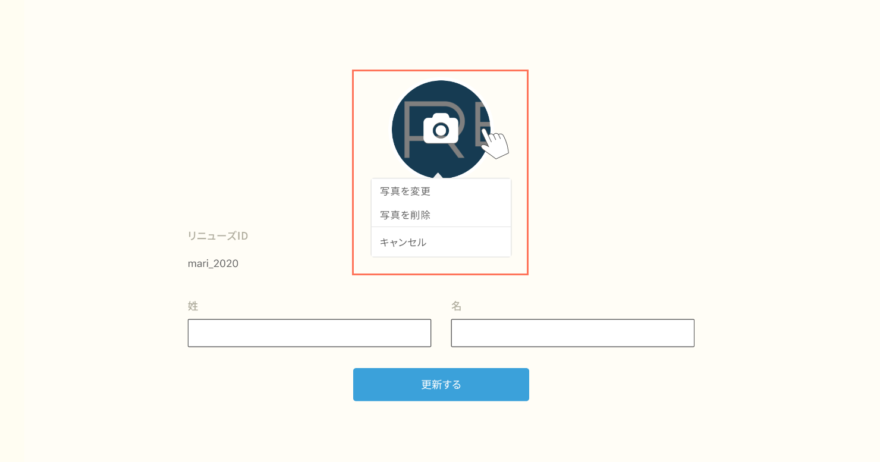 RE
写真を変更
写真を削除
キャンセル
リニューズID
mari_2020
姓
名
更新する